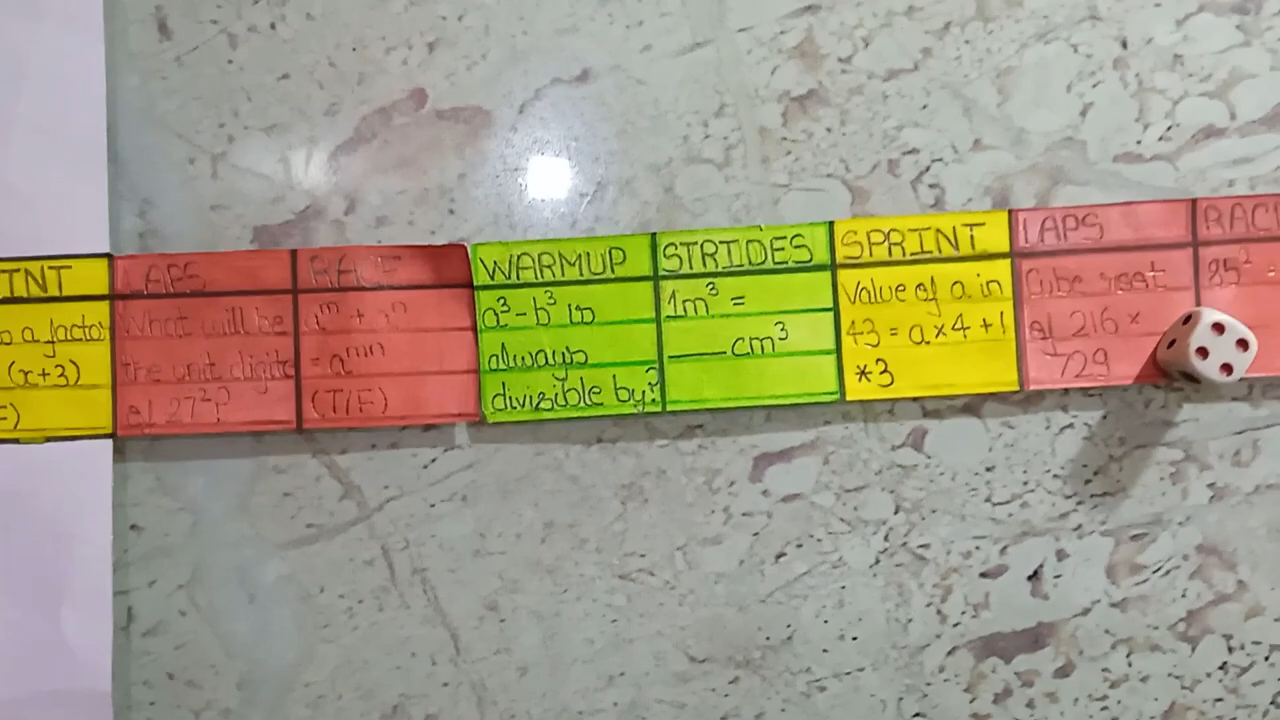 INT
a factor
(x+3)
LAPS
What will be
the unit digit
of 27²?
RACE
aᵐ + aⁿ
= aᵐⁿ
(T/F)
WARMUP
a³-b³ is
always
divisible by?
STRIDES
1m³ =
___cm³
SPRINT
Value of a in
43 = a×4+1
*3
LAPS
Cube root
of 216 ×
729
RAC
85² =